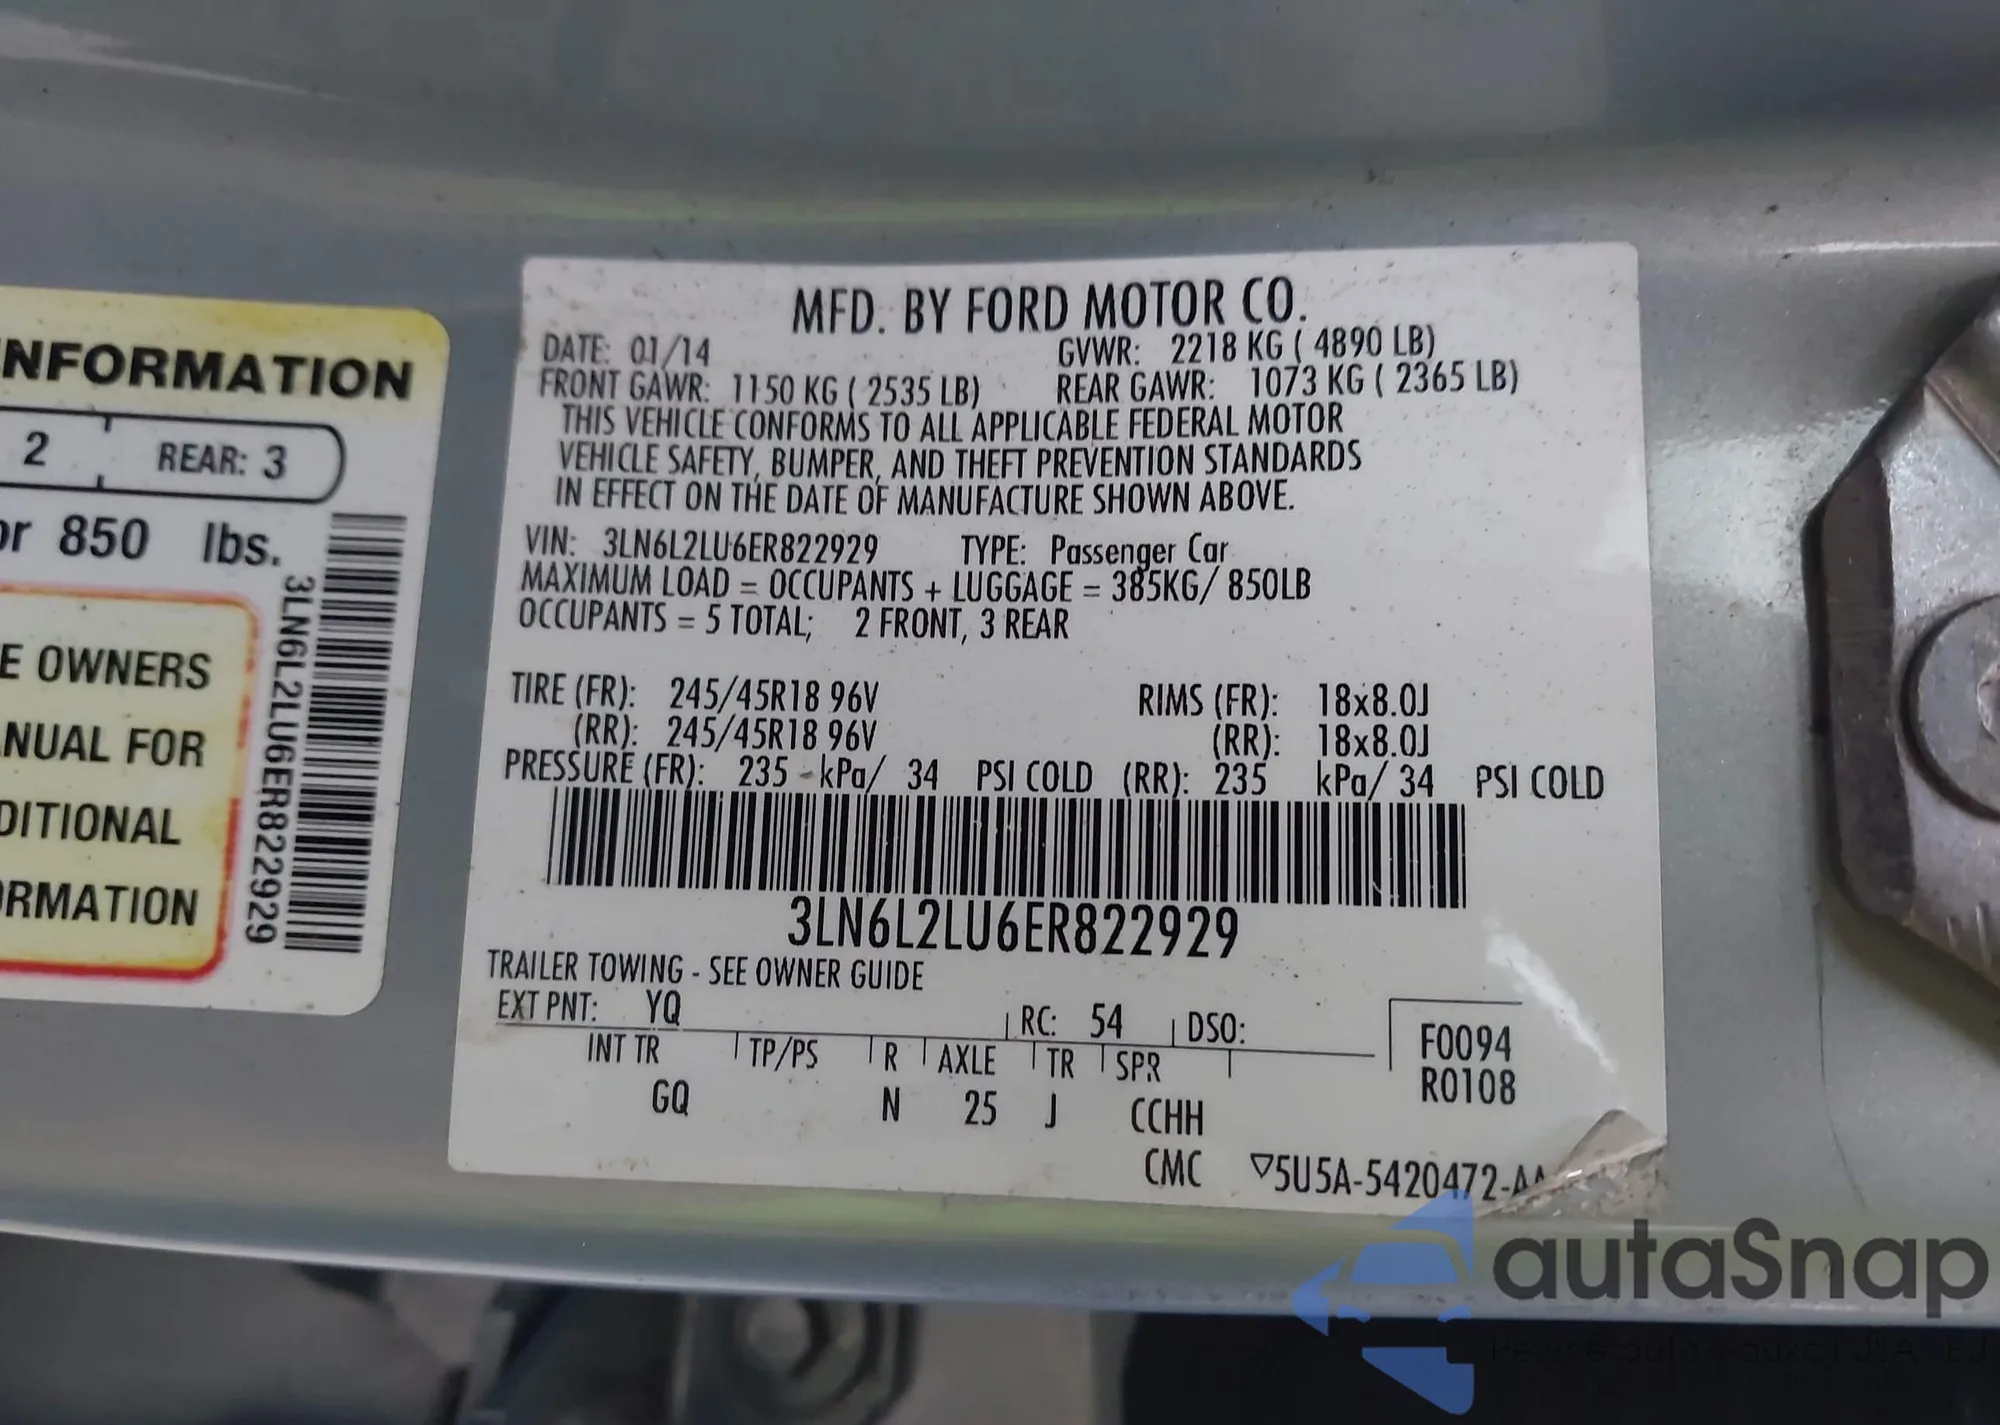 NFORMATION
2 REAR: 3
or 850 lbs.
E OWNERS
NUAL FOR
DITIONAL
ORMATION
3LN6L2LU6ER822929
MFD. BY FORD MOTOR CO.
DATE: 01/14 GVWR: 2218 KG ( 4890 LB)
FRONT GAWR: 1150 KG ( 2535 LB) REAR GAWR: 1073 KG ( 2365 LB)
THIS VEHICLE CONFORMS TO ALL APPLICABLE FEDERAL MOTOR
VEHICLE SAFETY, BUMPER, AND THEFT PREVENTION STANDARDS
IN EFFECT ON THE DATE OF MANUFACTURE SHOWN ABOVE.
VIN: 3LN6L2LU6ER822929 TYPE: Passenger Car
MAXIMUM LOAD = OCCUPANTS + LUGGAGE = 385KG/ 850LB
OCCUPANTS = 5 TOTAL; 2 FRONT, 3 REAR
TIRE (FR): 245/45R18 96V RIMS (FR): 18x8.0J
(RR): 245/45R18 96V (RR): 18x8.0J
PRESSURE (FR): 235 kPa/ 34 PSI COLD (RR): 235 kPa/ 34 PSI COLD
3LN6L2LU6ER822929
TRAILER TOWING - SEE OWNER GUIDE
EXT PNT: YQ RC: 54 DSO:
INT TR TP/PS R AXLE TR SPR
GQ N 25 J CCHH
F0094
R0108
CMC ▽5U5A-5420472-AA
autaSnap